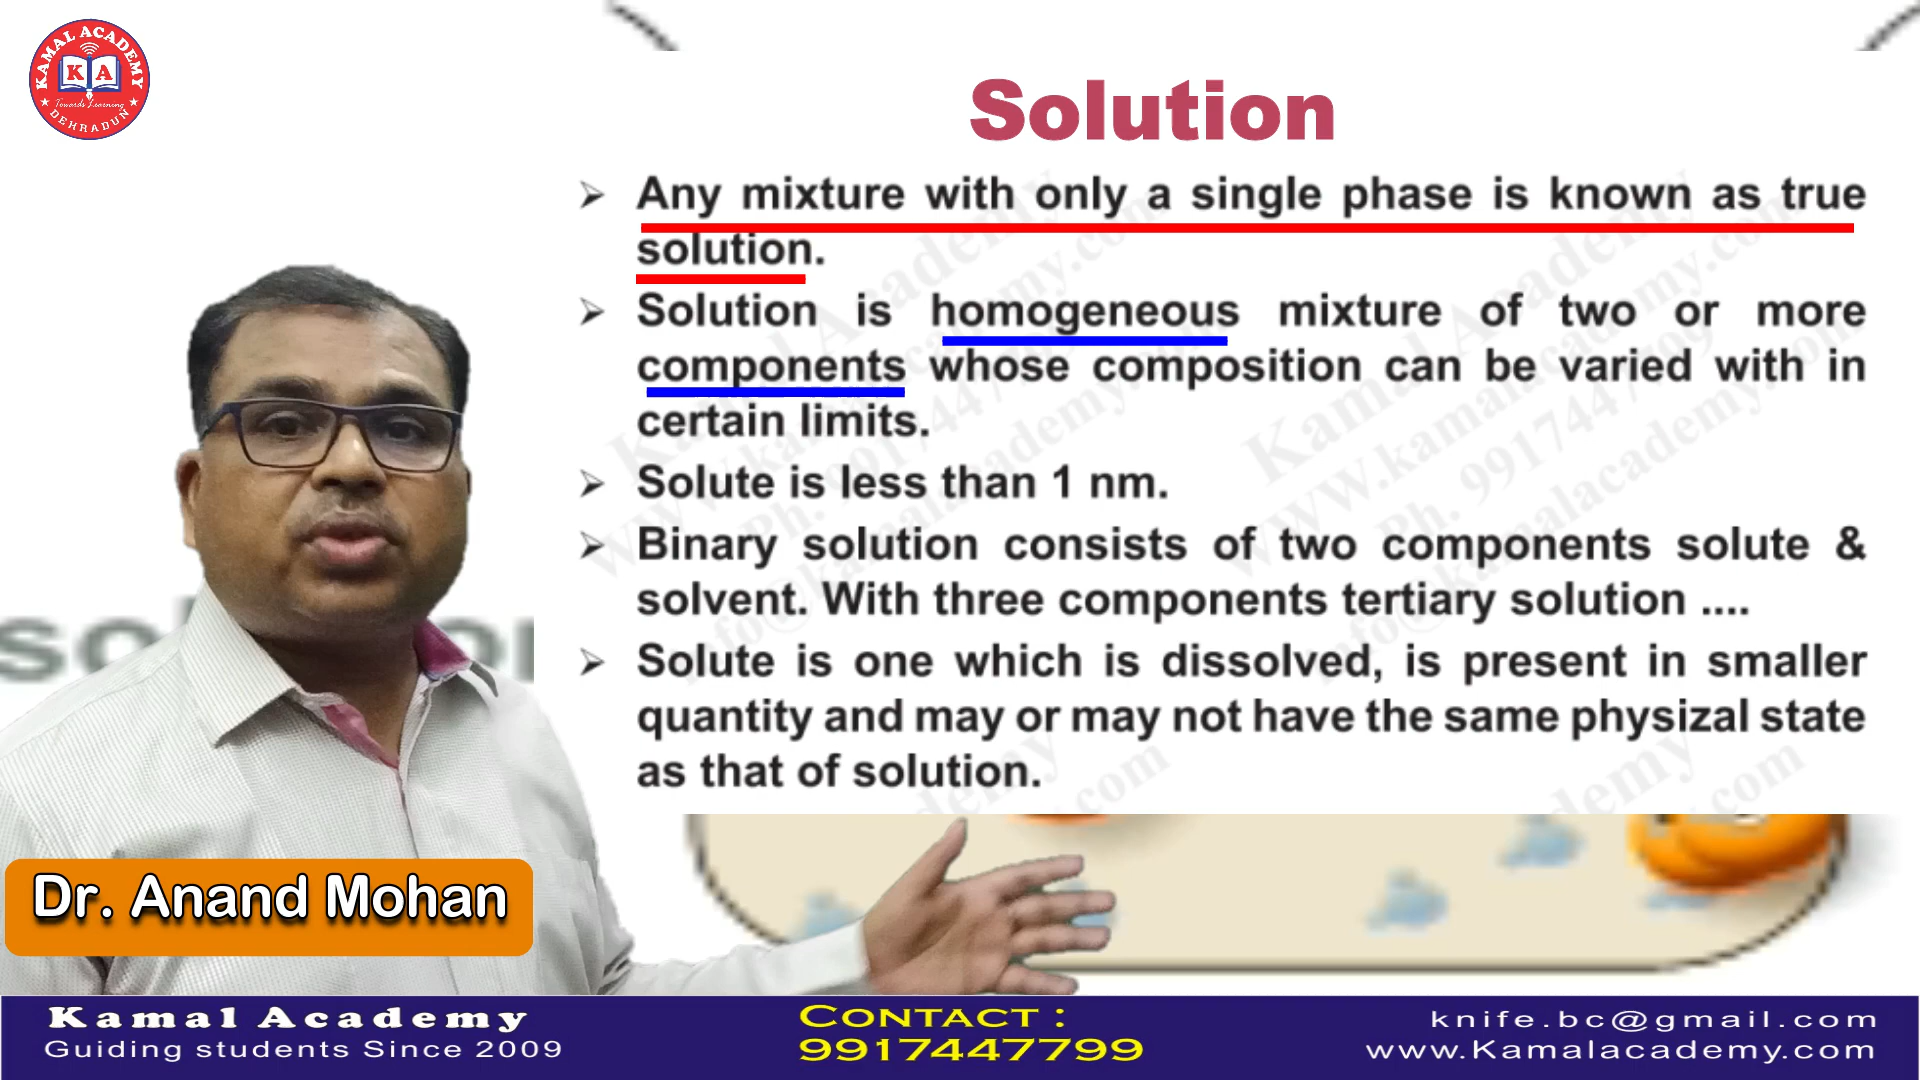 KAMAL ACADEMY
K A
Towards Learning
DEHRADUN
Solution
Any mixture with only a single phase is known as true
solution.
Solution is homogeneous mixture of two or more
components whose composition can be varied with in
certain limits.
Solute is less than 1 nm.
Binary solution consists of two components solute &
solvent. With three components tertiary solution ....
Solute is one which is dissolved, is present in smaller
quantity and may or may not have the same physizal state
as that of solution.
Dr. Anand Mohan
Kamal Academy
Guiding students Since 2009
CONTACT :
9917447799
knife.bc@gmail.com
www.Kamalacademy.com